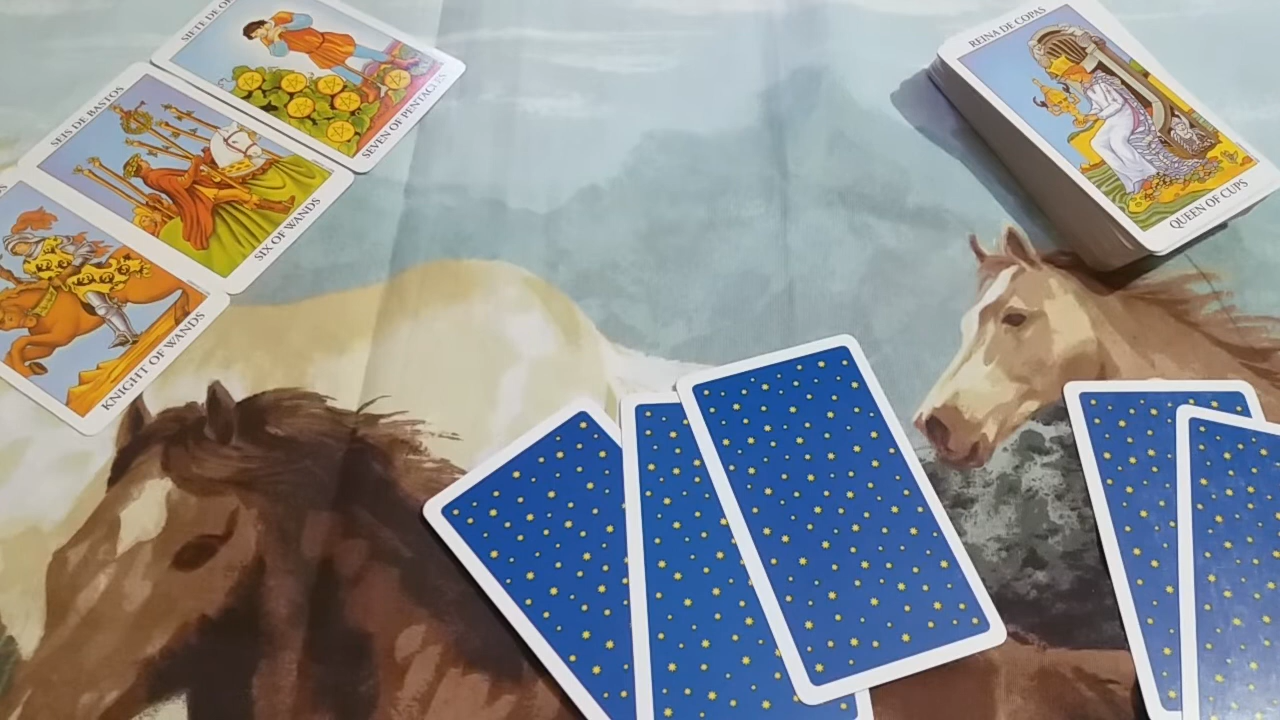 SIETE DE
SEVEN OF PENTACLES
SEIS DE BASTOS
SIX OF WANDS
KNIGHT OF WANDS
REINA DE COPAS
QUEEN OF CUPS